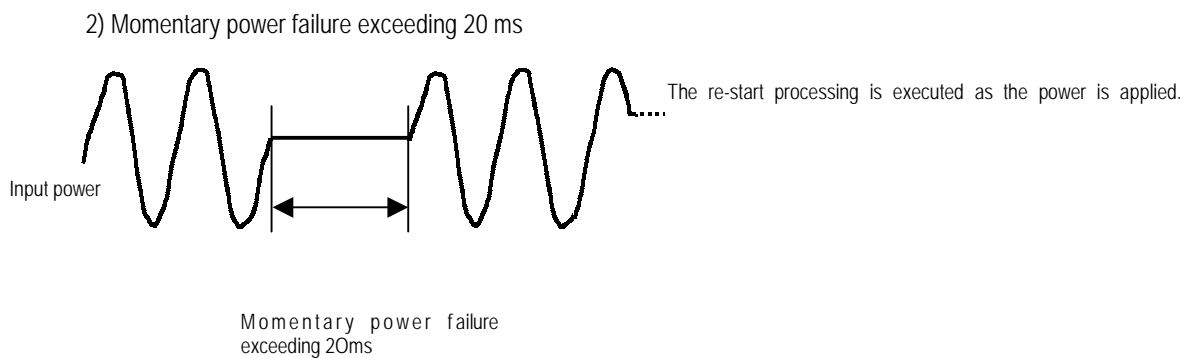 2) Momentary power failure exceeding 20 ms
The re-start processing is executed as the power is applied.
Input power
Momentary power failure
exceeding 20ms